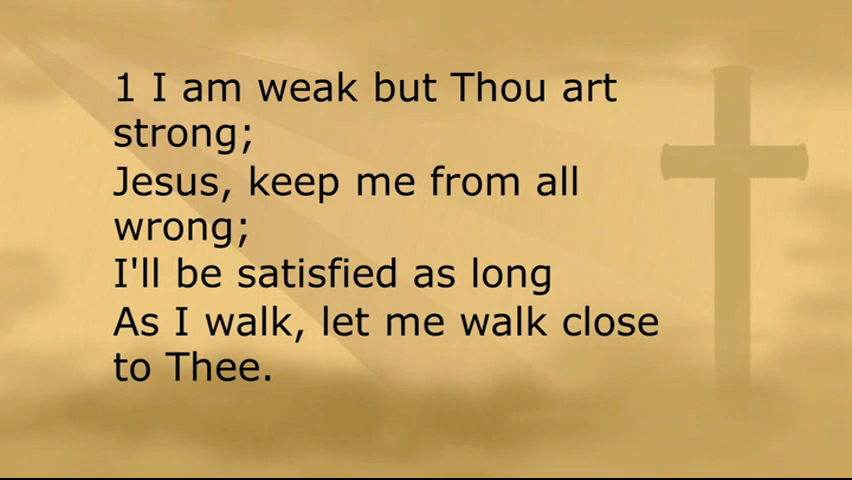 1 I am weak but Thou art
strong;
Jesus, keep me from all
wrong;
I'll be satisfied as long
As I walk, let me walk close
to Thee.